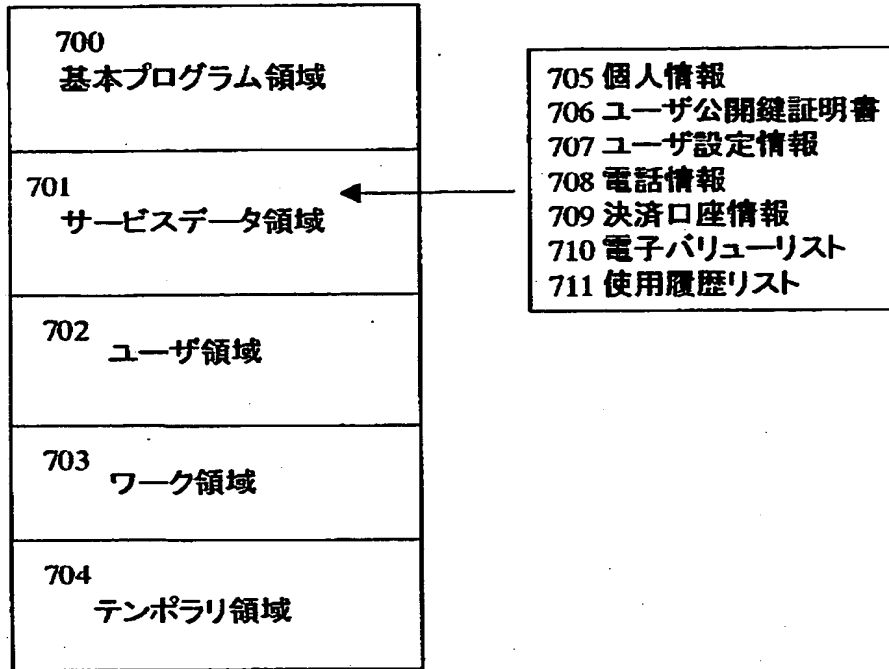 700
基本プログラム領域
701
サービスデータ領域
702
ユーザ領域
703
ワーク領域
704
テンポラリ領域
705 個人情報
706 ユーザ公開鍵証明書
707 ユーザ設定情報
708 電話情報
709 決済口座情報
710 電子バリューリスト
711 使用履歴リスト